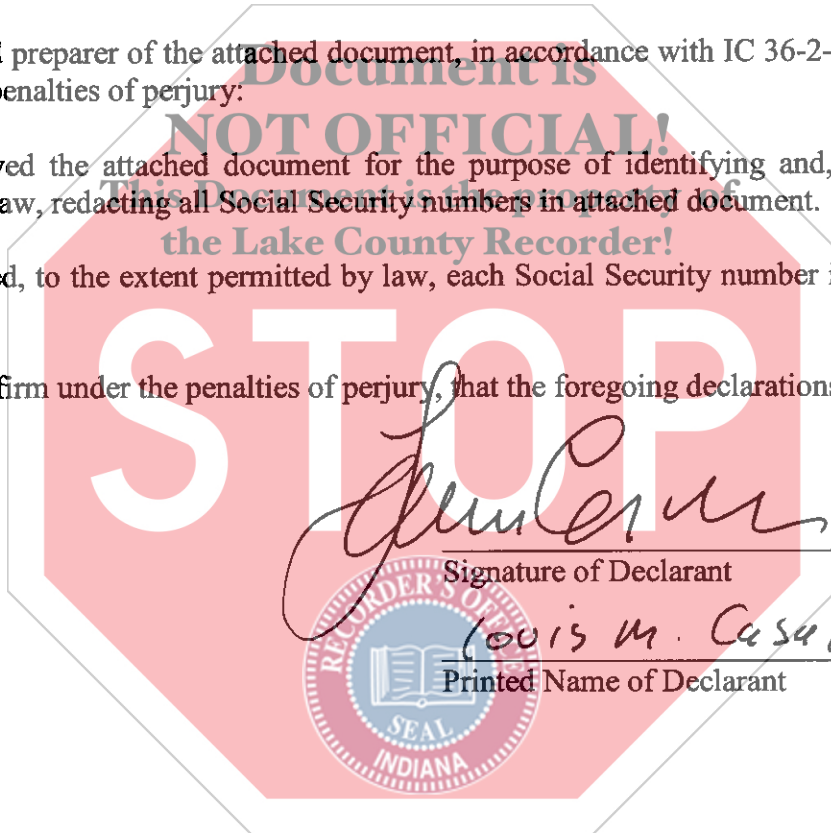 preparer of the attached document, in accordance with IC 36-2-
Document is
penalties of perjury:
NOT OFFICIAL!
ed the attached document for the purpose of identifying and,
This Document is the property of
aw, redacting all Social Security numbers in attached document.
the Lake County Recorder!
d, to the extent permitted by law, each Social Security number
STOP
firm under the penalties of perjury, that the foregoing declarations
Signature of Declarant
Louis M.
Printed Name of Declarant
RECORDER'S OFFICE
SEAL
INDIANA